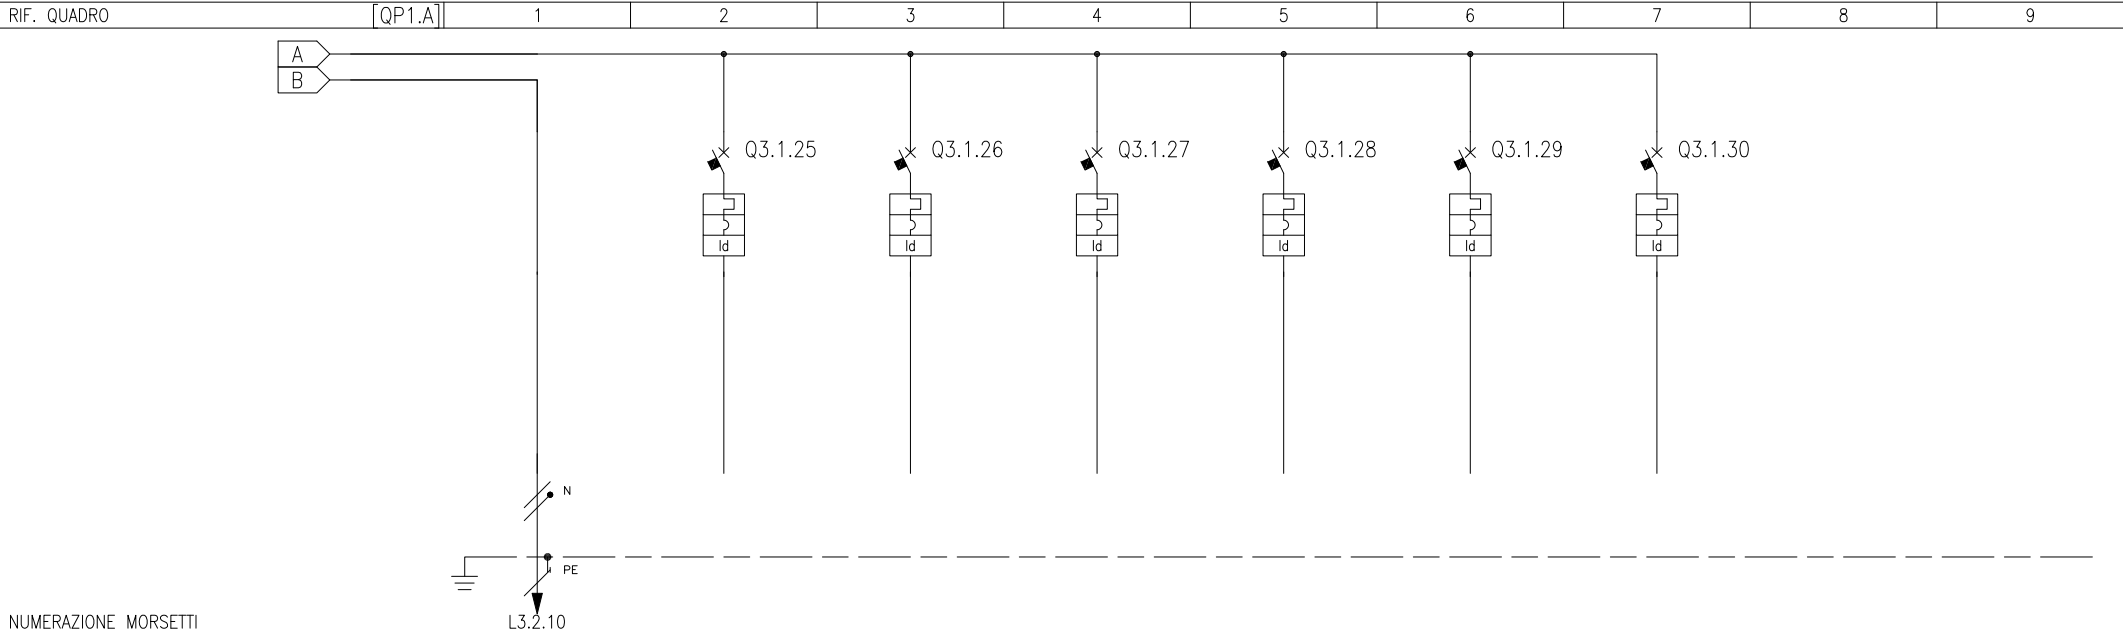 RIF. QUADRO [QP1.A] 1 2 3 4 5 6 7 8 9
A
B
Q3.1.25 Q3.1.26 Q3.1.27 Q3.1.28 Q3.1.29 Q3.1.30
Id Id Id Id Id Id
N
PE
NUMERAZIONE MORSETTI L3.2.10